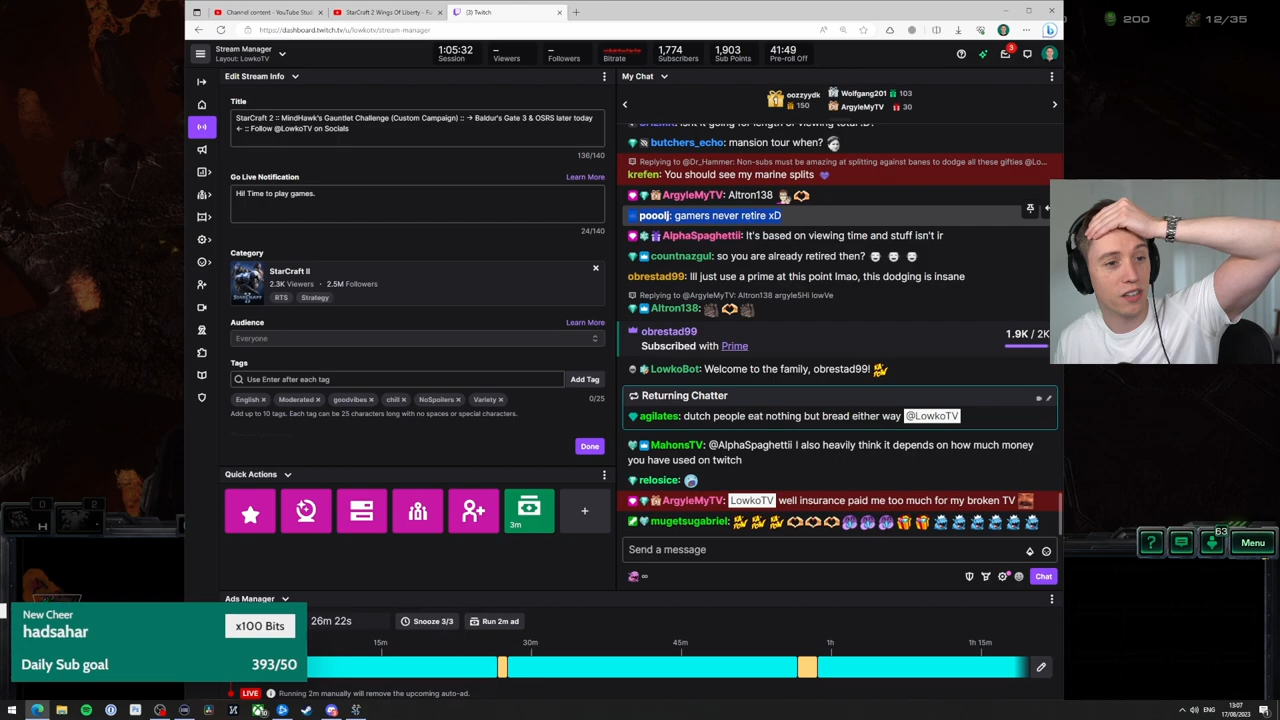 Channel content - YouTube Stud
StarCraft 2 Wings Of Liberty - Fu
(3) Twitch
https://dashboard.twitch.tv/u/lowkotv/stream-manager
200
12/35
Stream Manager
Layout: LowkoTV
1:05:32
Session
–
Viewers
–
Followers
Bitrate
1,774
Subscribers
1,903
Sub Points
41:49
Pre-roll Off
3
Edit Stream Info
Title
StarCraft 2 :: MindHawk's Gauntlet Challenge (Custom Campaign) :: → Baldur's Gate 3 & OSRS later today
← :: Follow @LowkoTV on Socials
136/140
Go Live Notification
Learn More
Hi! Time to play games.
24/140
Category
StarCraft II
2.3K Viewers • 2.5M Followers
RTS
Strategy
Audience
Learn More
Everyone
Tags
Use Enter after each tag
Add Tag
English
Moderated
goodvibes
chill
NoSpoilers
Variety
0/25
Add up to 10 tags. Each tag can be 25 characters long with no spaces or special characters.
Done
Quick Actions
3m
My Chat
oozzyydk
150
Wolfgang201 103
ArgyleMyTV 30
butchers_echo: mansion tour when?
Replying to @Dr_Hammer: Non-subs must be amazing at splitting against banes to dodge all these gifties @Lo...
krefen: You should see my marine splits
ArgyleMyTV: Altron138
pooolj: gamers never retire xD
AlphaSpaghettii: It's based on viewing time and stuff isn't ir
countnazgul: so you are already retired then?
obrestad99: Ill just use a prime at this point lmao, this dodging is insane
Replying to @ArgyleMyTV: Altron138 argyle5Hi lowVe
Altron138:
obrestad99
Subscribed with Prime
1.9K / 2K
LowkoBot: Welcome to the family, obrestad99!
Returning Chatter
agilates: dutch people eat nothing but bread either way @LowkoTV
MahonsTV: @AlphaSpaghettii I also heavily think it depends on how much money
you have used on twitch
relosice:
ArgyleMyTV: LowkoTV well insurance paid me too much for my broken TV
mugetsugabriel:
Send a message
Chat
63
Menu
Ads Manager
26m 22s
Snooze 3/3
Run 2m ad
15m
30m
45m
1h
1h 15m
LIVE
Running 2m manually will remove the upcoming auto-ad.
New Cheer
hadsahar
x100 Bits
Daily Sub goal
393/50
ENG
13:07
17/08/2023